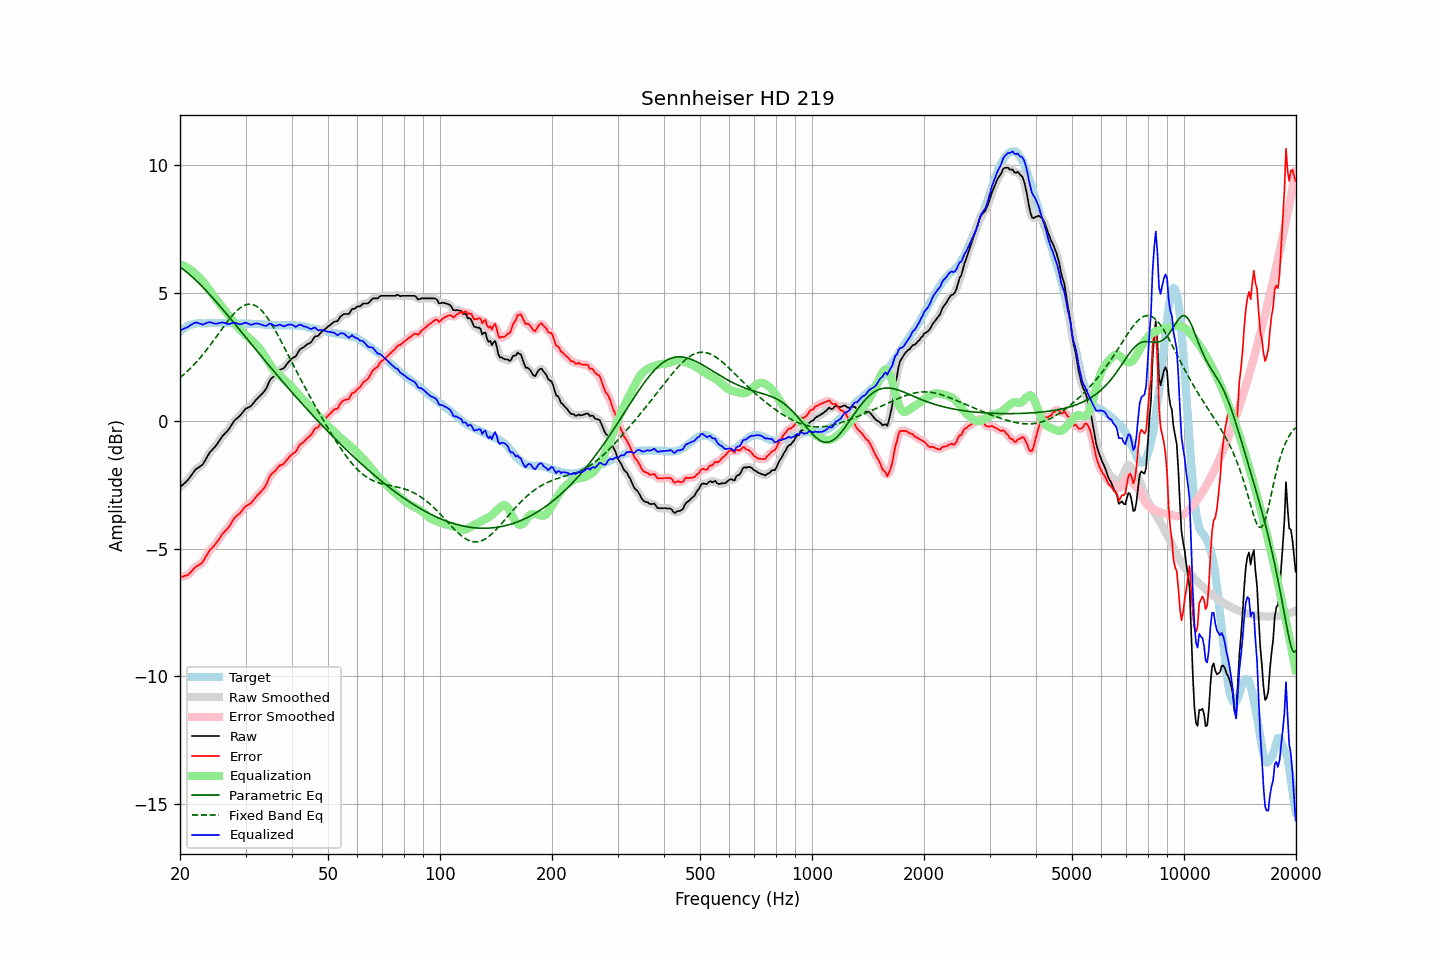 Sennheiser HD 219
Amplitude (dBr)
10
5
0
−5
−10
−15
Target
Raw Smoothed
Error Smoothed
Raw
Error
Equalization
Parametric Eq
Fixed Band Eq
Equalized
20 50 100 200 500 1000 2000 5000 10000 20000
Frequency (Hz)